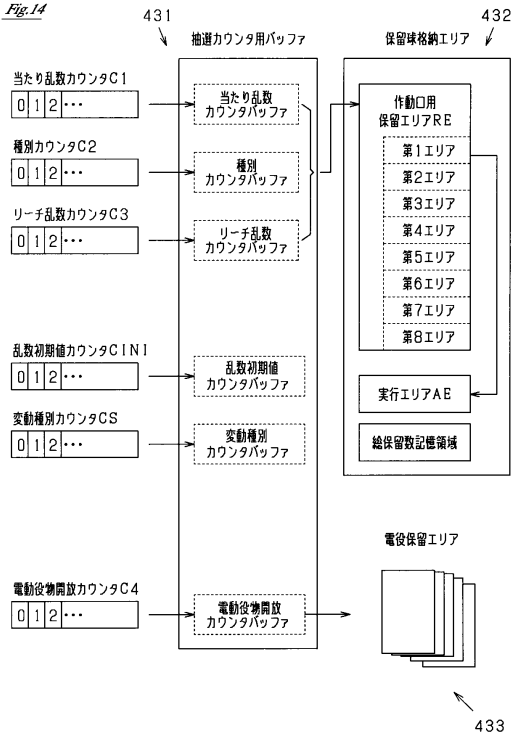 Fig.14
431
432
抽選カウンタ用バッファ
保留球格納エリア
当たり乱数カウンタC1
0 1 2 ･･･
当たり乱数
カウンタバッファ
種別カウンタC2
0 1 2 ･･･
種別
カウンタバッファ
リーチ乱数カウンタC3
0 1 2 ･･･
リーチ乱数
カウンタバッファ
作動口用
保留エリアRE
第1エリア
第2エリア
第3エリア
第4エリア
第5エリア
第6エリア
第7エリア
第8エリア
乱数初期値カウンタCINI
0 1 2 ･･･
乱数初期値
カウンタバッファ
実行エリアAE
変動種別カウンタCS
0 1 2 ･･･
変動種別
カウンタバッファ
総保留数記憶領域
電役保留エリア
電動役物開放カウンタC4
0 1 2 ･･･
電動役物開放
カウンタバッファ
433